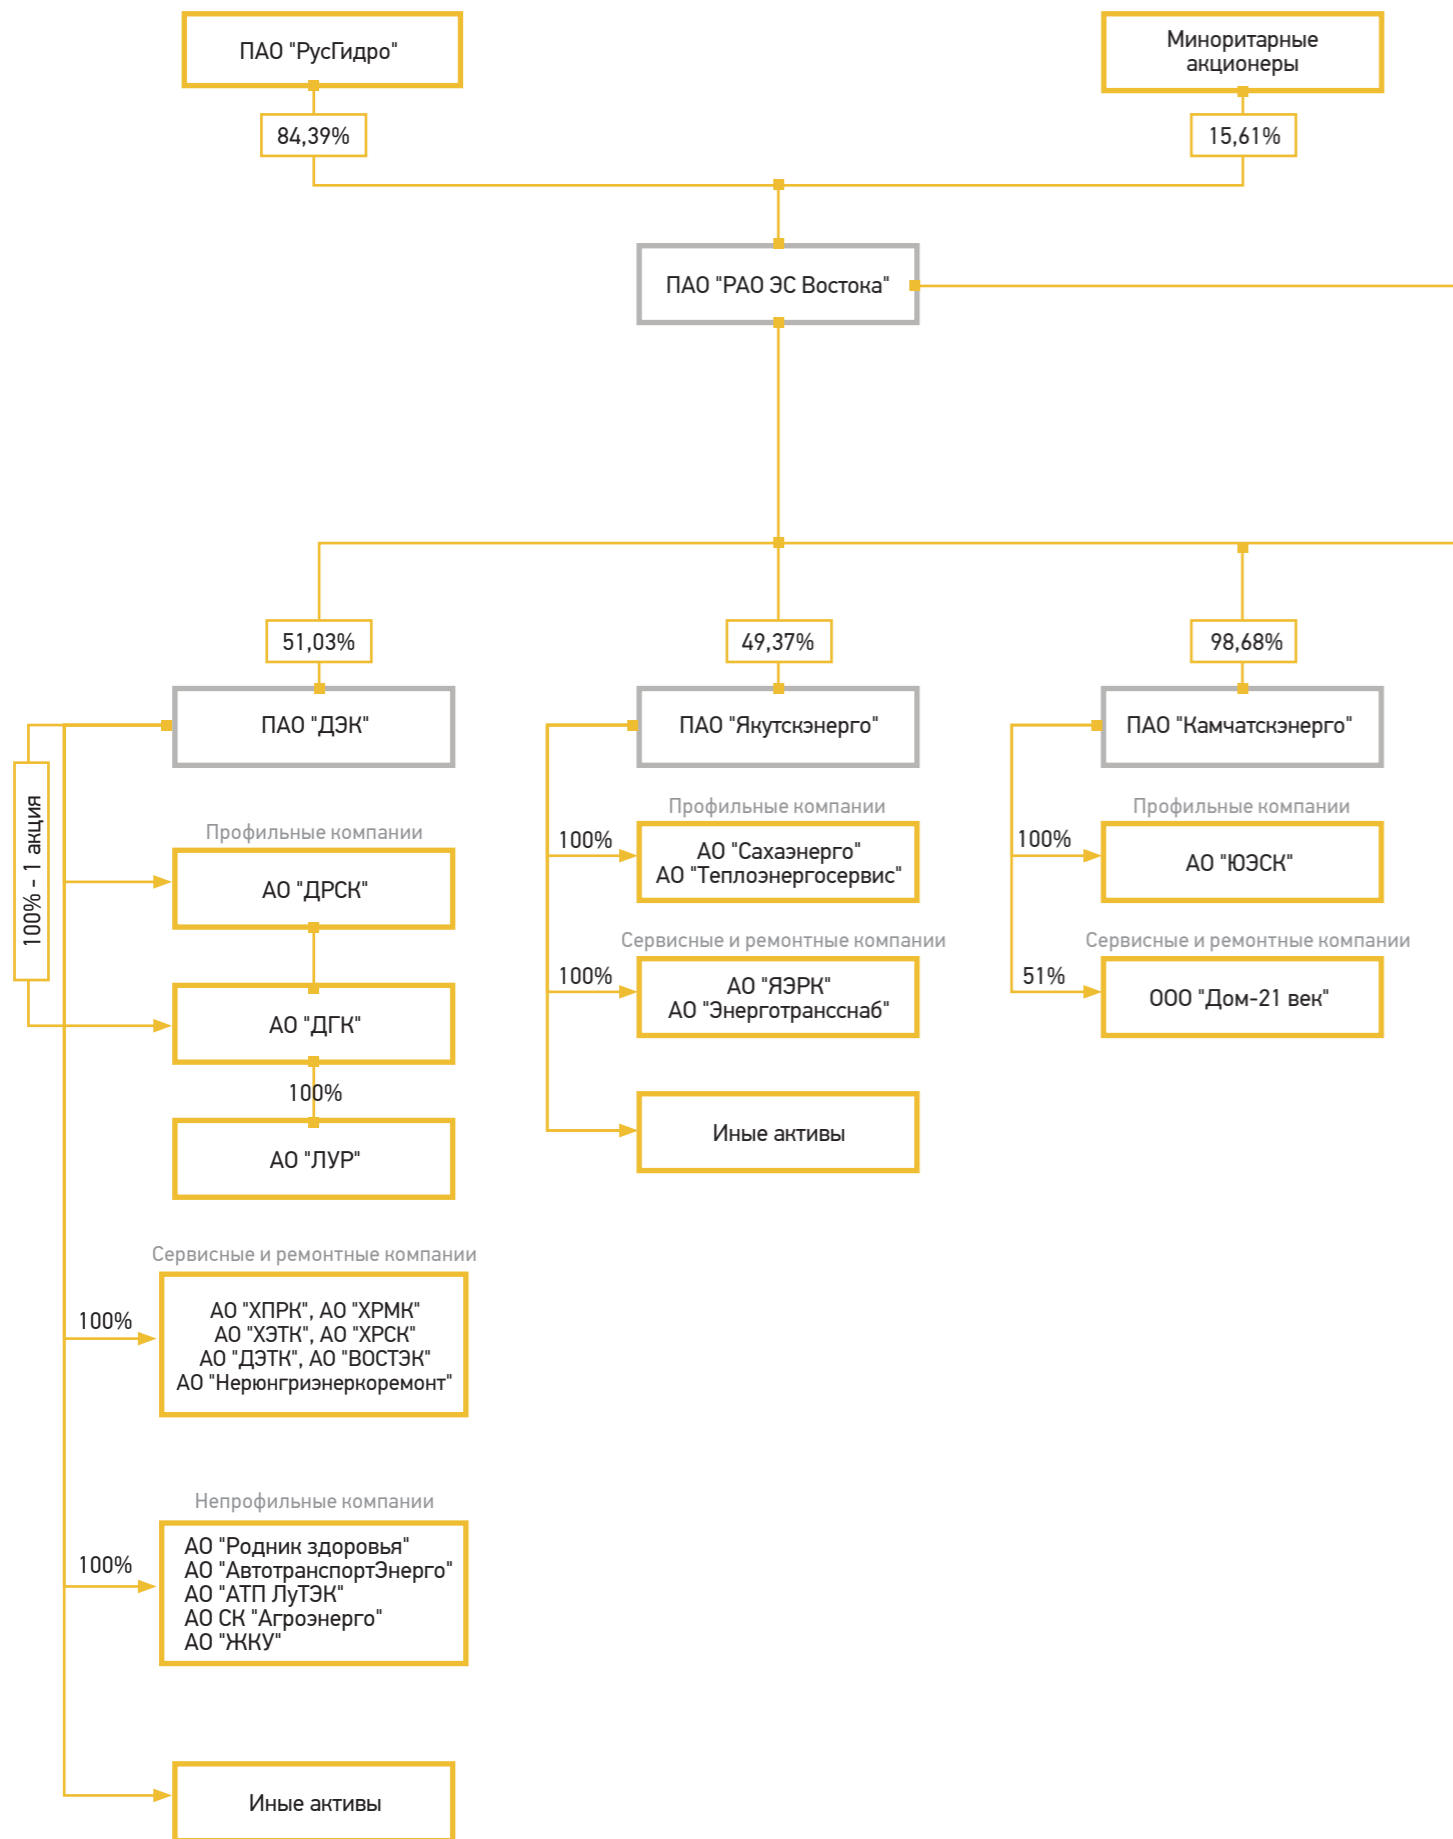 ПАО "РусГидро"
Миноритарные
акционеры
84,39%
15,61%
ПАО "РАО ЭС Востока"
51,03%
49,37%
98,68%
ПАО "ДЭК"
ПАО "Якутскэнерго"
ПАО "Камчатскэнерго"
100% - 1 акция
Профильные компании
АО "ДРСК"
АО "ДГК"
100%
АО "ЛУР"
Сервисные и ремонтные компании
100%
АО "ХПРК", АО "ХРМК"
АО "ХЭТК", АО "ХРСК"
АО "ДЭТК", АО "ВОСТЭК"
АО "Нерюнгриэнеркоремонт"
Непрофильные компании
100%
АО "Родник здоровья"
АО "АвтотранспортЭнерго"
АО "АТП ЛуТЭК"
АО СК "Агроэнерго"
АО "ЖКУ"
Иные активы
Профильные компании
100%
АО "Сахаэнерго"
АО "Теплоэнергосервис"
Сервисные и ремонтные компании
100%
АО "ЯЭРК"
АО "Энерготранссnаб"
Иные активы
Профильные компании
100%
АО "ЮЭСК"
Сервисные и ремонтные компании
51%
ООО "Дом-21 век"